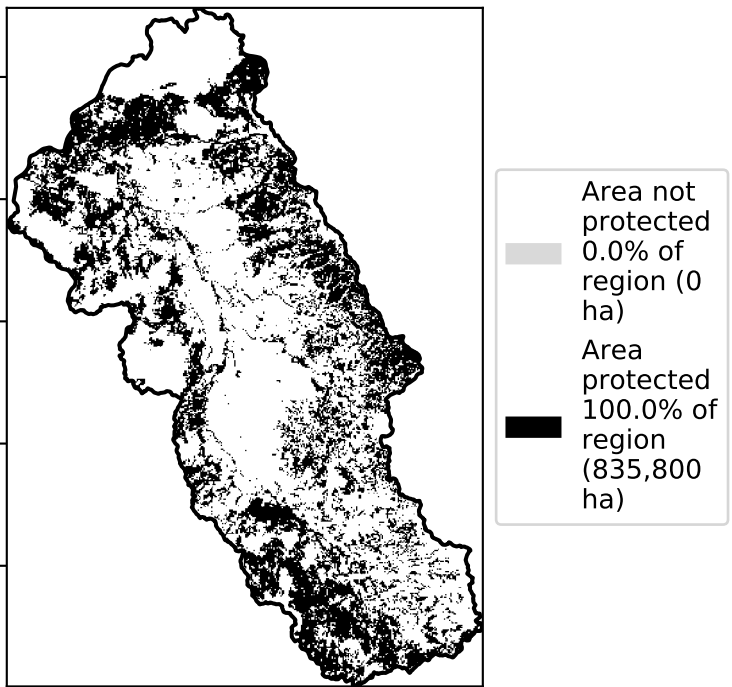 Area not
protected
0.0% of
region (0
ha)
Area
protected
100.0% of
region
(835,800
ha)